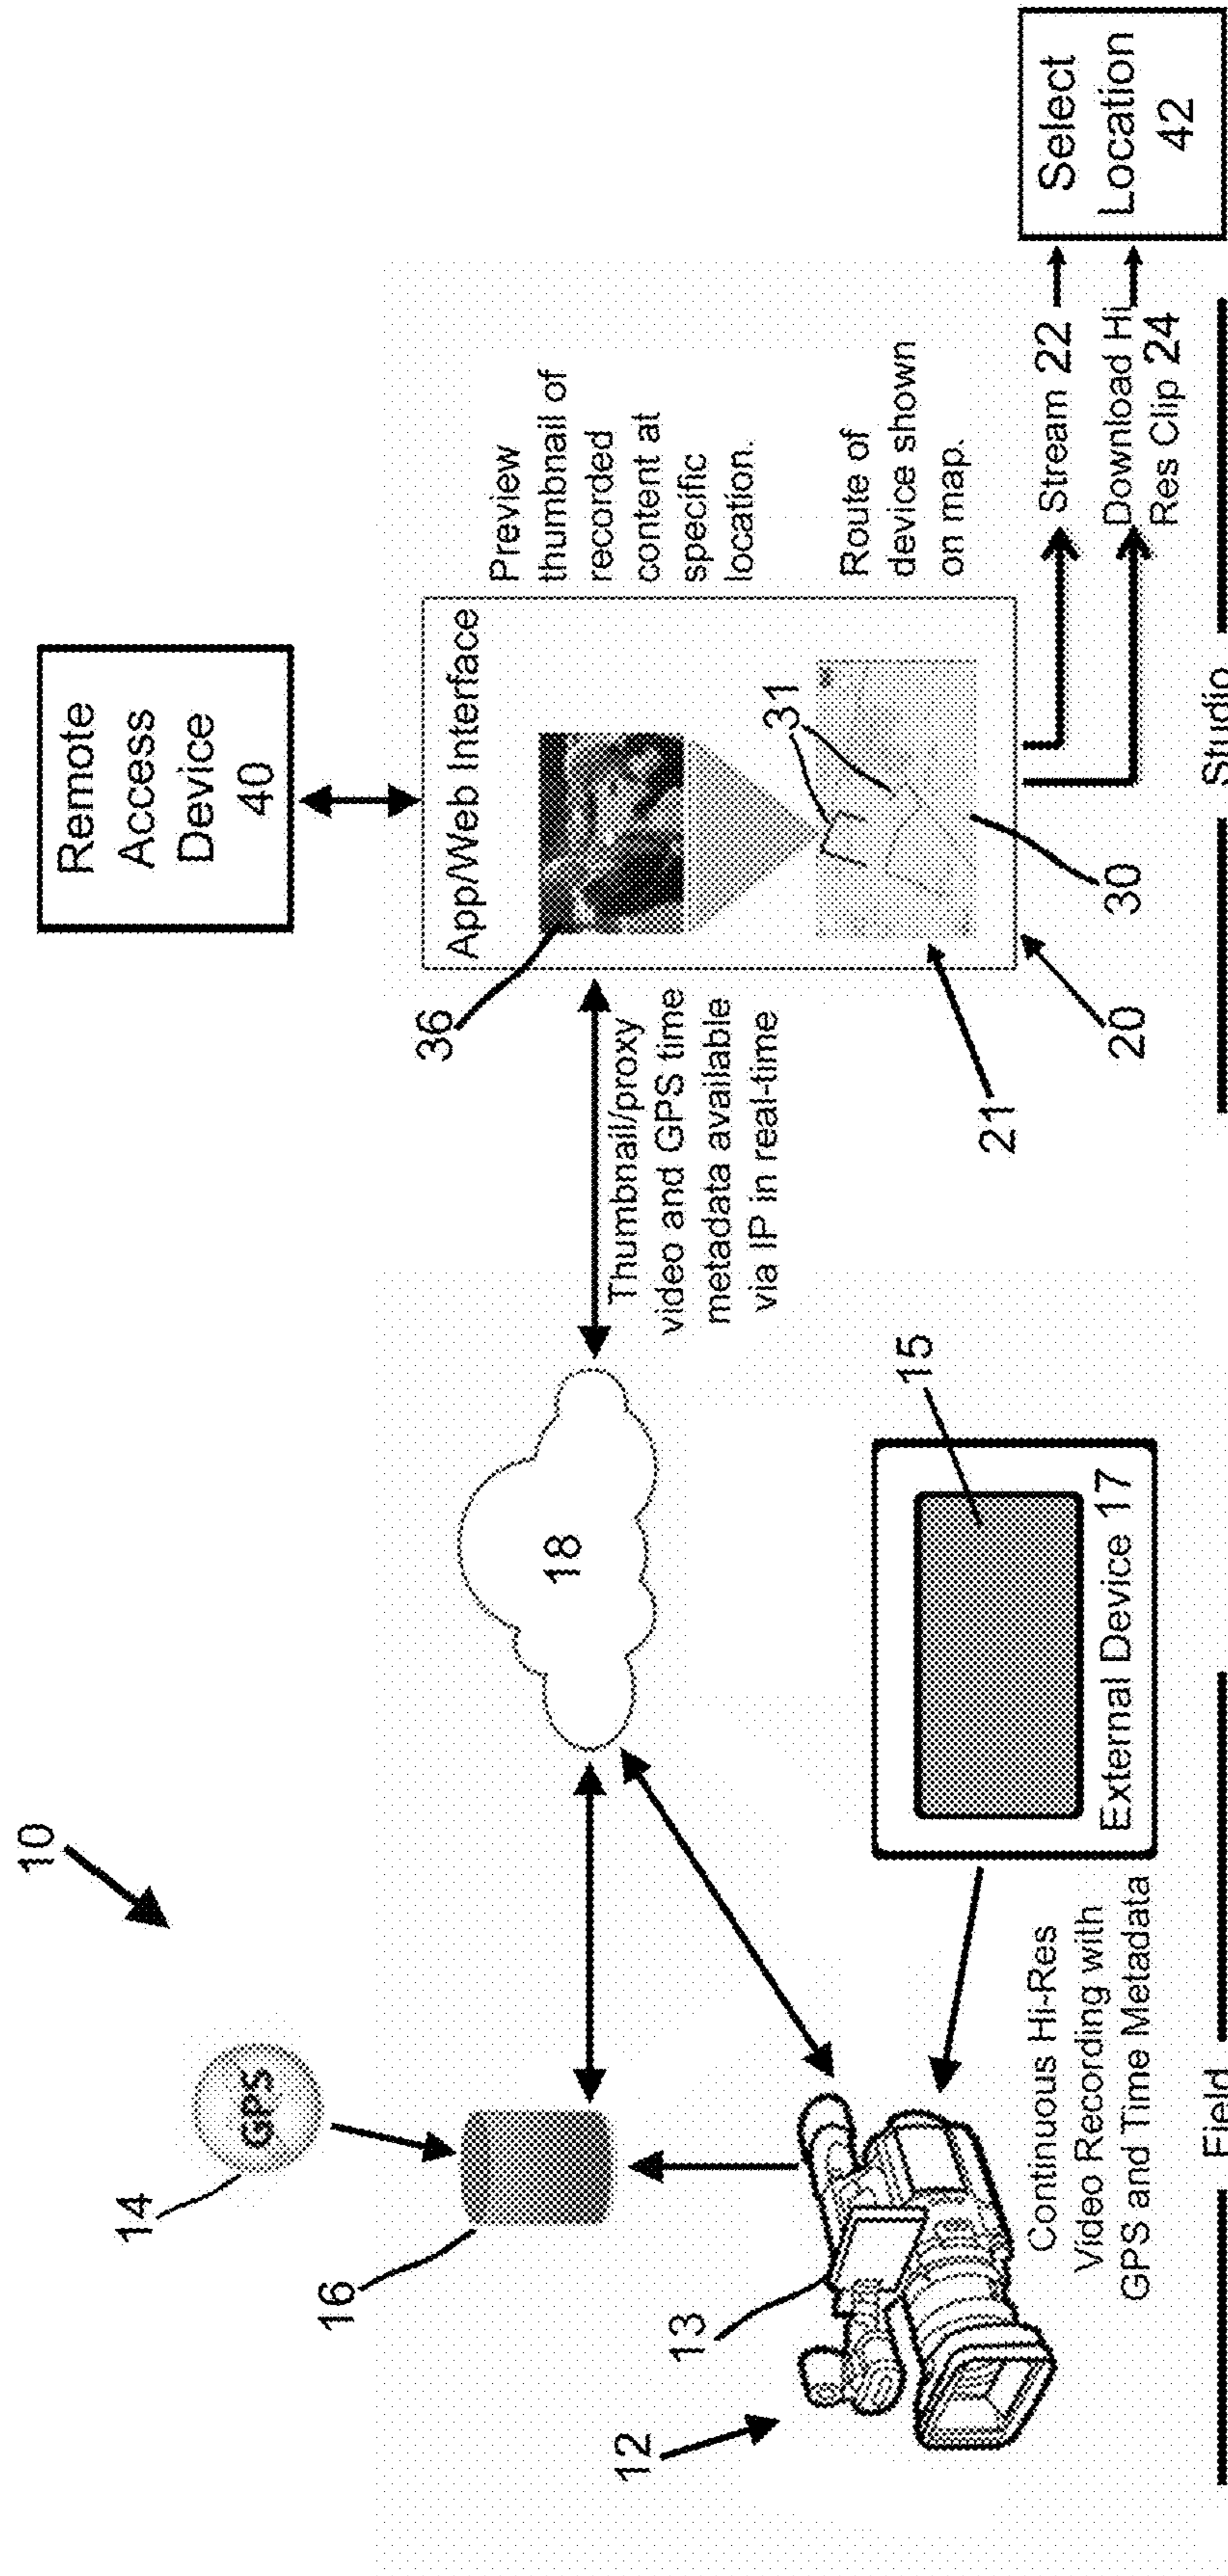 10
14
GPS
16
12
13
Continuous Hi-Res
Video Recording with
GPS and Time Metadata
Field
18
15
External Device 17
Thumbnail/proxy
video and GPS time
metadata available
via IP in real-time
Remote
Access
Device
40
App/Web Interface
36
31
21
20
30
Preview
thumbnail of
recorded
content at
specific
location.
Route of
device shown
on map.
Stream 22
Download Hi
Res Clip 24
Select
Location
42
Studio